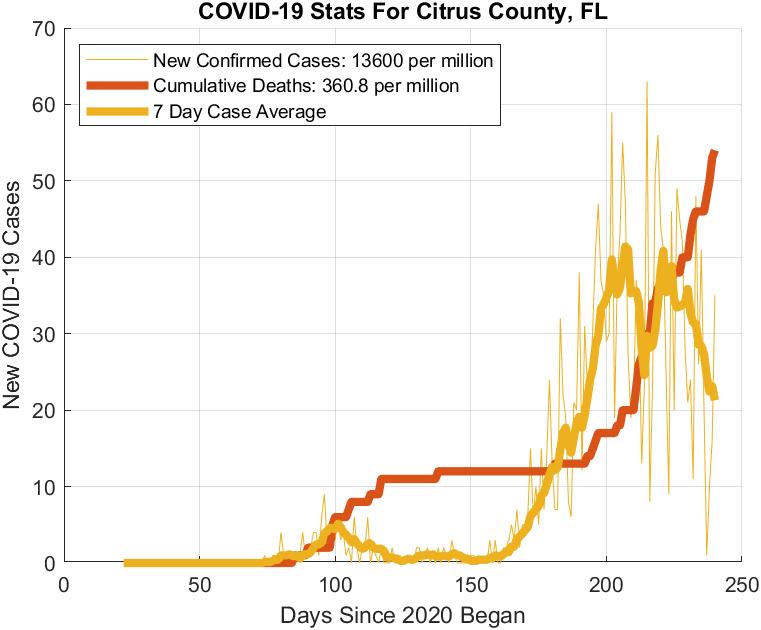 COVID-19 Stats For Citrus County, FL
70
60
50
40
30
20
10
0
New COVID-19 Cases
New Confirmed Cases: 13600 per million
Cumulative Deaths: 360.8 per million
7 Day Case Average
0 50 100 150 200 250
Days Since 2020 Began